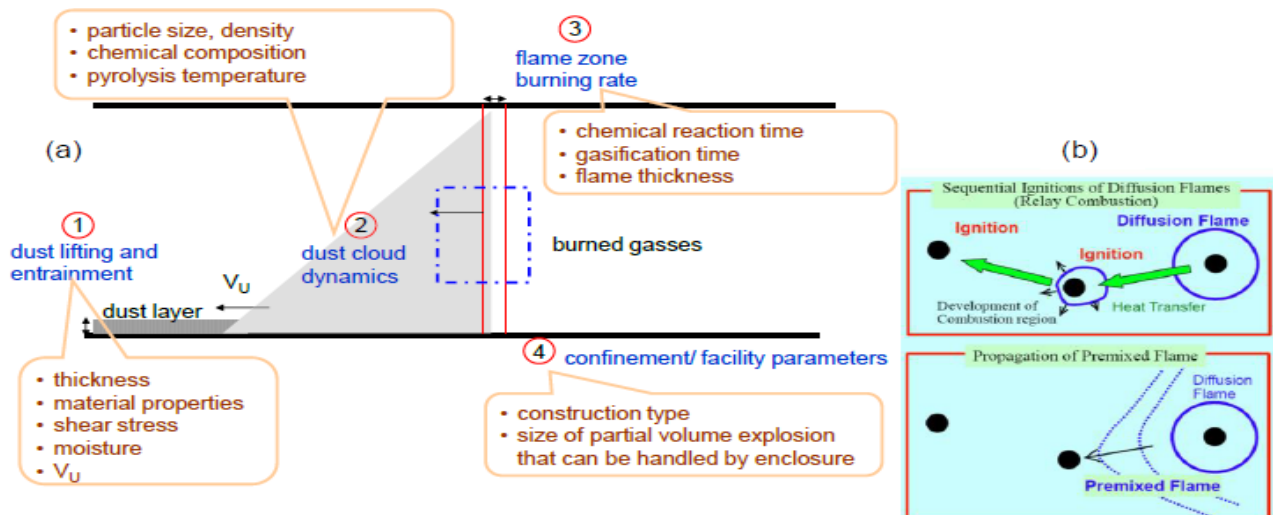 • particle size, density
• chemical composition
• pyrolysis temperature
3
flame zone
burning rate
• chemical reaction time
• gasification time
• flame thickness
(a)
1
dust lifting and
entrainment
2
dust cloud
dynamics
burned gasses
VU
dust layer
• thickness
• material properties
• shear stress
• moisture
• VU
4
confinement/ facility parameters
• construction type
• size of partial volume explosion
that can be handled by enclosure
(b)
Sequential Ignitions of Diffusion Flames
(Relay Combustion)
Ignition
Diffusion Flame
Ignition
Development of
Combustion region
Heat Transfer
Propagation of Premixed Flame
Diffusion
Flame
Premixed Flame